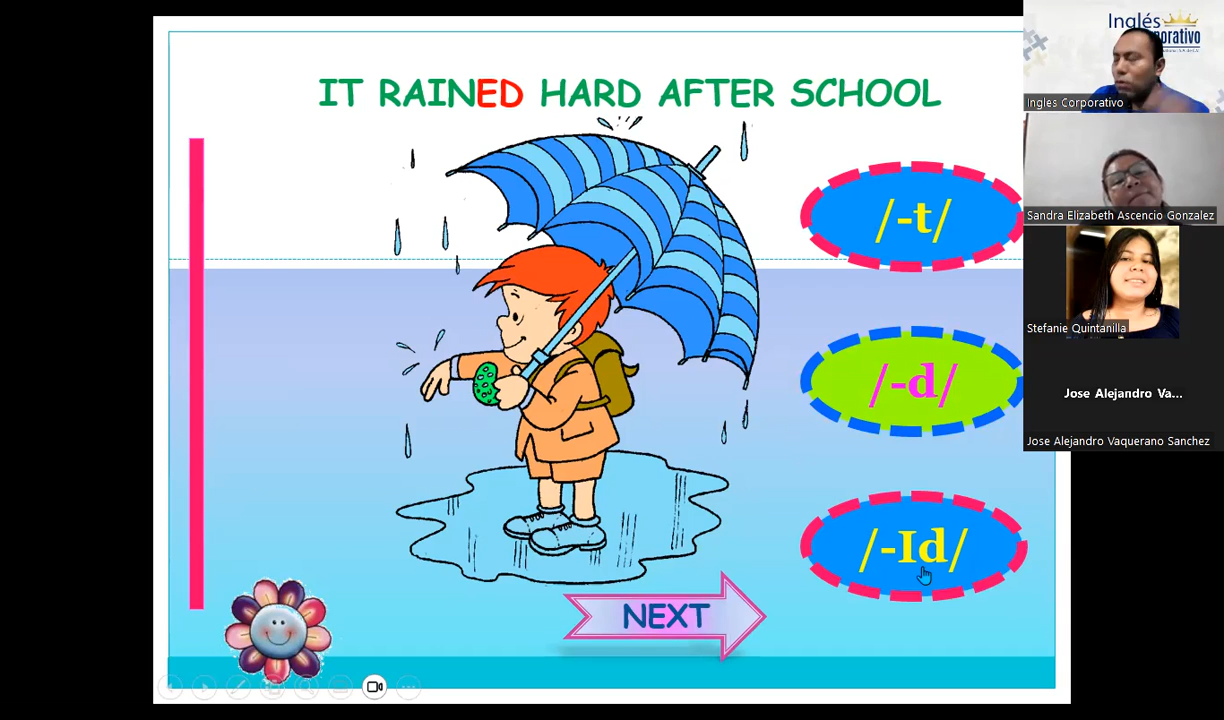 IT RAINED HARD AFTER SCHOOL
/-t/
/-d/
/-Id/
NEXT
Inglés
Ingles Corporativo
Sandra Elizabeth Ascencio Gonzalez
Stefanie Quintanilla
Jose Alejandro Va...
Jose Alejandro Vaquerano Sanchez